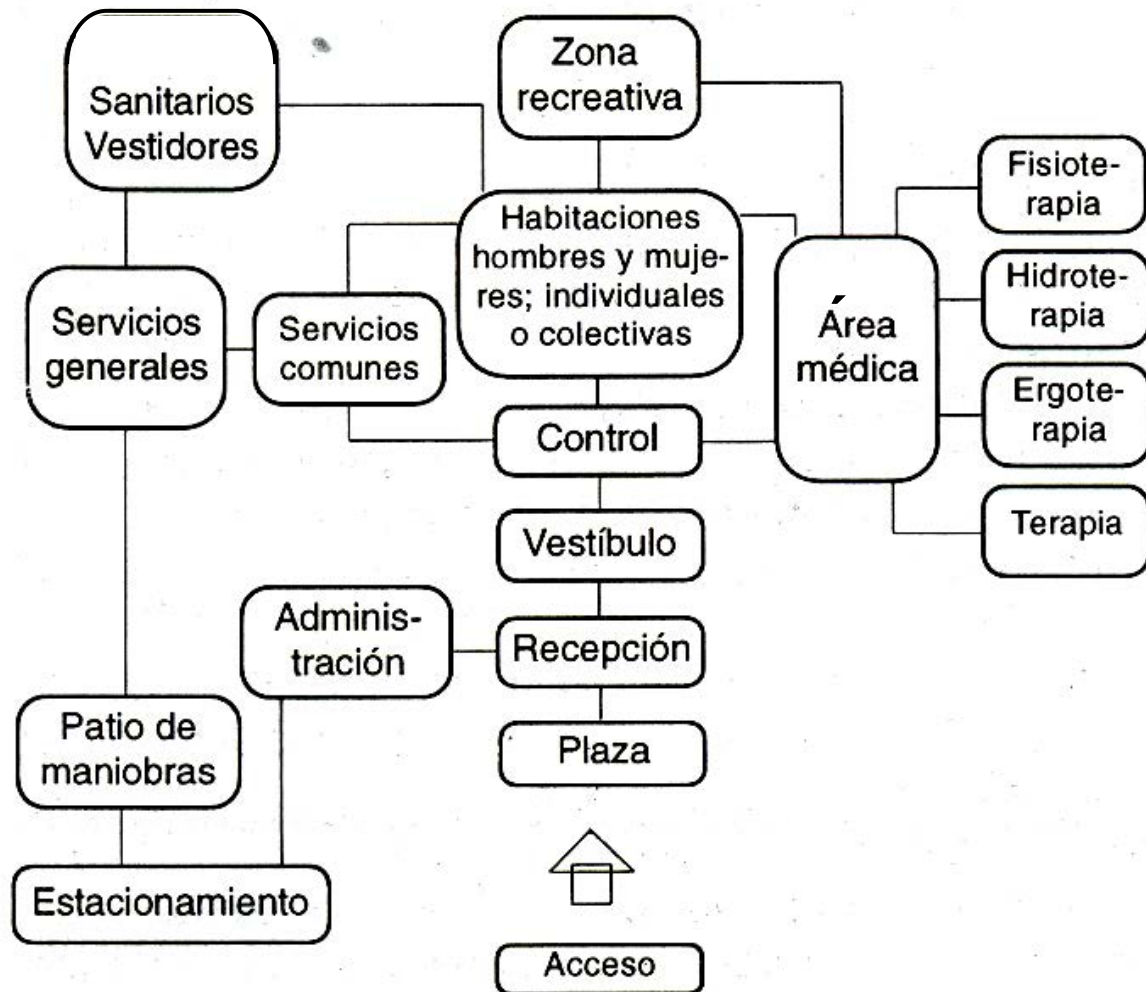 Sanitarios
Vestidores
Zona
recreativa
Fisiote-
rapia
Habitaciones
hombres y muje-
res; individuales
o colectivas
Hidrote-
rapia
Servicios
generales
Servicios
comunes
Área
médica
Ergote-
rapia
Control
Terapia
Vestíbulo
Adminis-
tración
Recepción
Patio de
maniobras
Plaza
Estacionamiento
Acceso